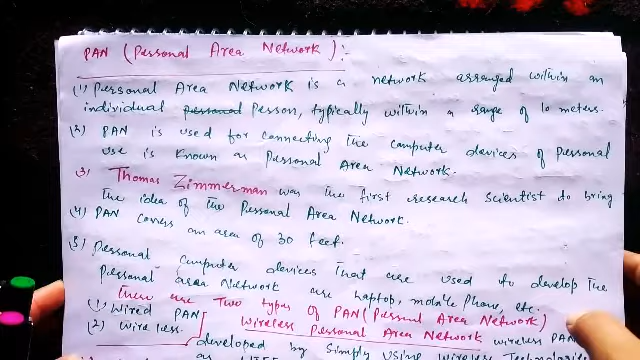 PAN (Personal Area Network):
(1) Personal Area Network is a network arranged within an
individual personal Person, typically within a range of 10 meters.
(2) PAN is used for connecting the computer devices of personal
use is known as Personal Area Network.
(3) Thomas Zimmerman was the first research scientist to bring
the idea of the Personal Area Network.
(4) PAN covers an area of 30 feet.
(5) Personal Computer devices that are used to develop the
personal area Network are laptop, mobile phone, etc.
There are Two types of PAN (Personal Area Network)
(1) Wired PAN
Wireless Personal Area Network wireless PAN
(2) Wireless
developed by simply using wireless